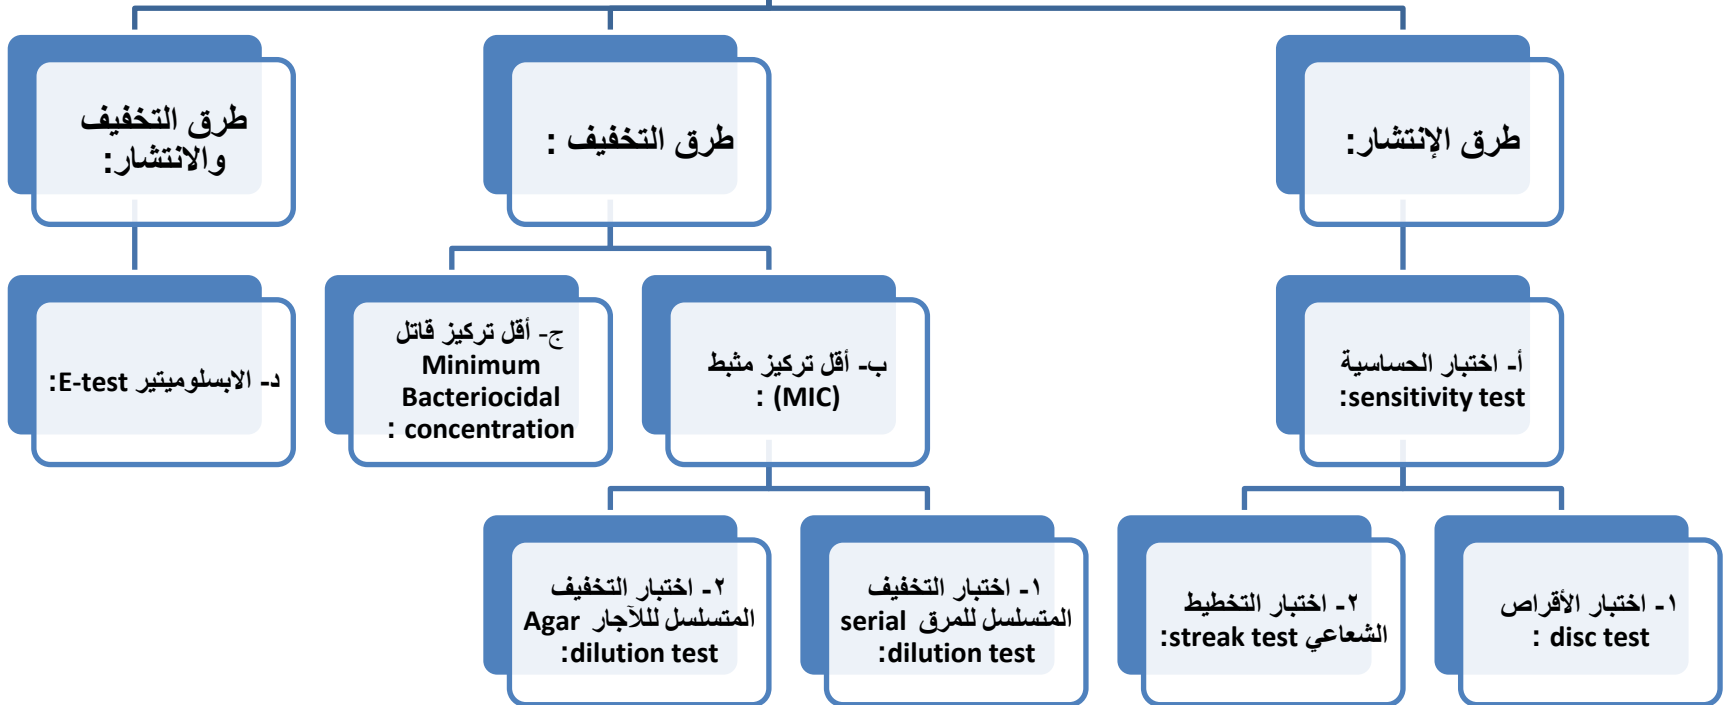 طرق الإنتشار:
طرق التخفيف :
طرق التخفيف
والانتشار:
أ- اختبار الحساسية
sensitivity test:
ب- أقل تركيز مثبط
(MIC) :
ج- أقل تركيز قاتل
Minimum
Bacteriocidal
concentration :
د- الابسلوميتير E-test:
١- اختبار الأقراص
disc test :
٢- اختبار التخطيط
الشعاعي streak test:
١- اختبار التخفيف
المتسلسل للمرق serial
dilution test:
٢- اختبار التخفيف
المتسلسل لللآجار Agar
dilution test: